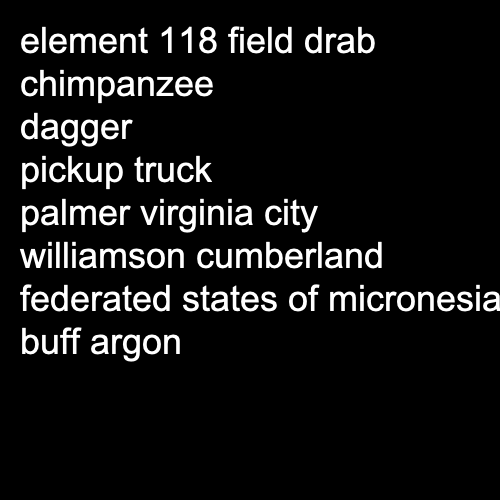 element 118 field drab
chimpanzee
dagger
pickup truck
palmer virginia city
williamson cumberland
federated states of micronesia
buff argon